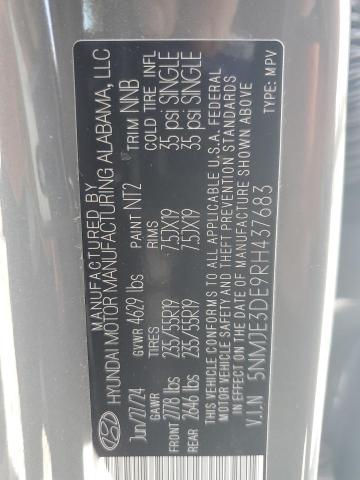 MANUFACTURED BY
HYUNDAI MOTOR MANUFACTURING ALABAMA, LLC
Jun/27/24 PAINT NT2 TRIM NNB
GVWR 4629 lbs
GAWR RIMS COLD TIRE INFL
FRONT 2778 lbs 235/55R19 7.5JX19 35 psi SINGLE
REAR 2646 lbs 235/55R19 7.5JX19 35 psi SINGLE
THIS VEHICLE CONFORMS TO ALL APPLICABLE U.S.A. FEDERAL
MOTOR VEHICLE SAFETY AND THEFT PREVENTION STANDARDS
IN EFFECT ON THE DATE OF MANUFACTURE SHOWN ABOVE
V.I.N 5NMJE3DE9RH437683 TYPE: MPV